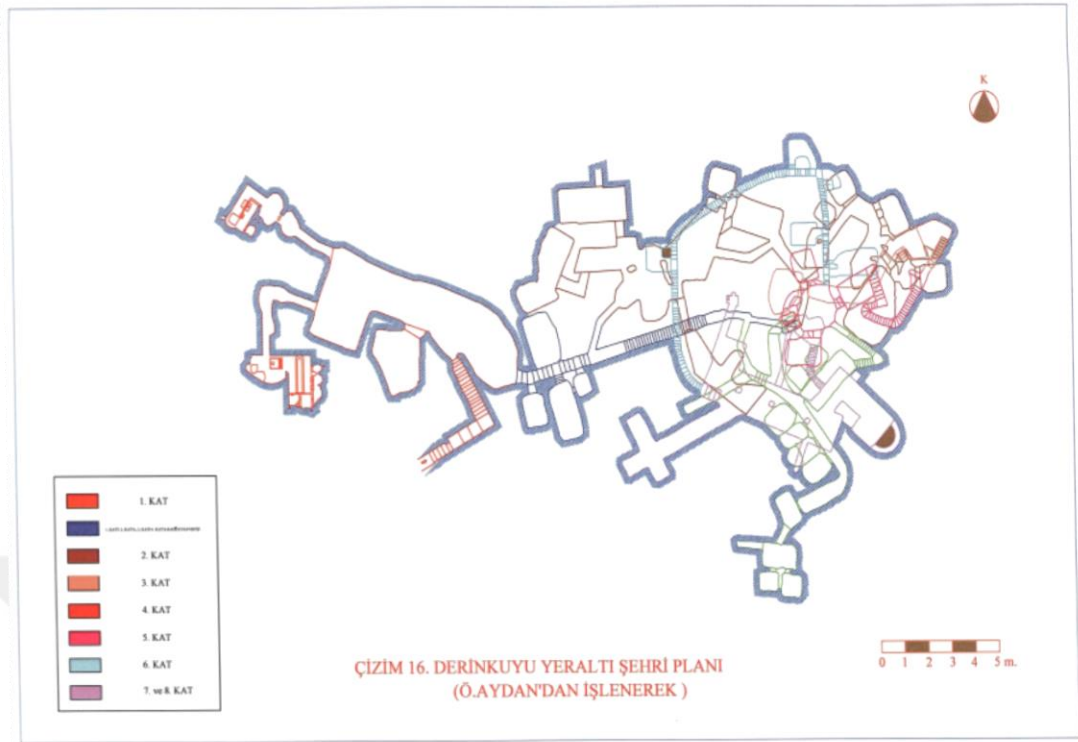 K
1. KAT
2. KAT
3. KAT
4. KAT
5. KAT
6. KAT
7. ve 8. KAT
ÇİZİM 16. DERİNKUYU YERALTI ŞEHRİ PLANI
(Ö.AYDAN'DAN İŞLENEREK )
0 1 2 3 4 5 m.